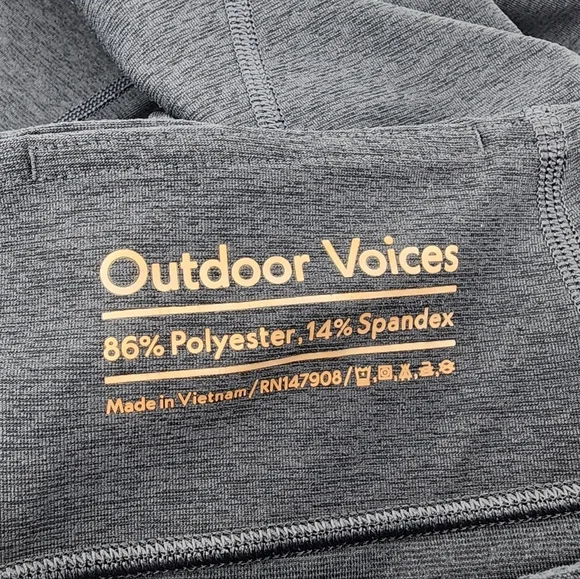 Outdoor Voices
86% Polyester, 14% Spandex
Made in Vietnam/RN147908/